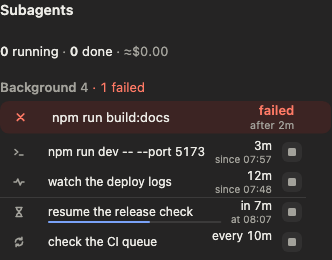 Subagents
0 running · 0 done · ≈$0.00
Background 4 · 1 failed
npm run build:docs
failed
after 2m
npm run dev -- --port 5173
3m
since 07:57
watch the deploy logs
12m
since 07:48
resume the release check
in 7m
at 08:07
check the CI queue
every 10m